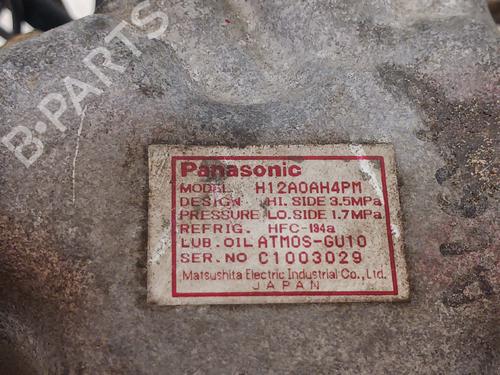 B-PARTS
Panasonic
MODEL H12A0AH4PM
DESIGN HI. SIDE 3.5MPa
PRESSURE LO. SIDE 1.7MPa
REFRIG. HFC-134a
LUB. OIL ATMOS-GU10
SER. NO C1003029
Matsushita Electric Industrial Co., Ltd.
JAPAN